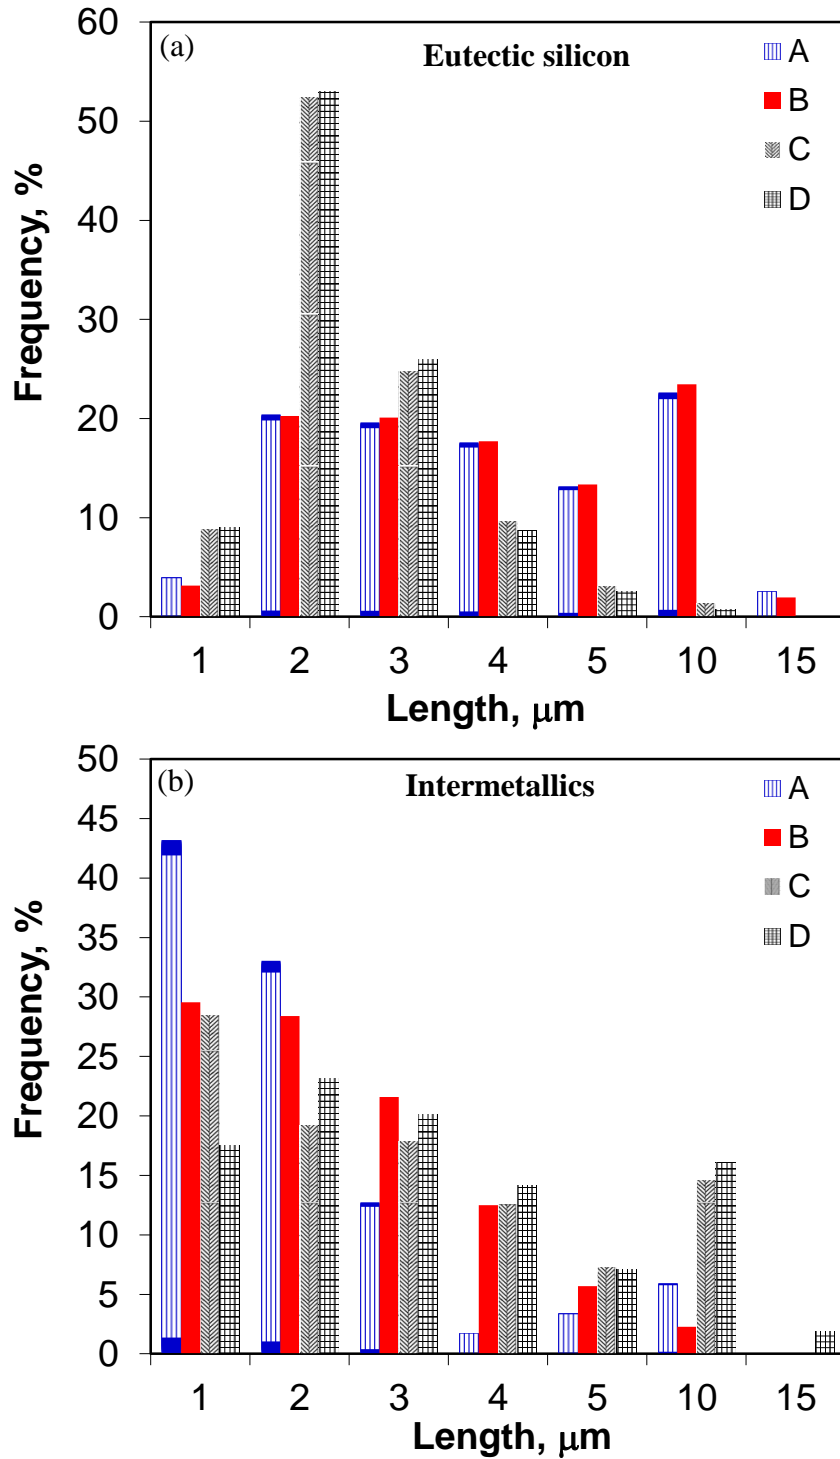 (a)
Eutectic silicon
A
B
C
D
Frequency, %
60
50
40
30
20
10
0
1 2 3 4 5 10 15
Length, μm
(b)
Intermetallics
A
B
C
D
Frequency, %
50
45
40
35
30
25
20
15
10
5
0
1 2 3 4 5 10 15
Length, μm